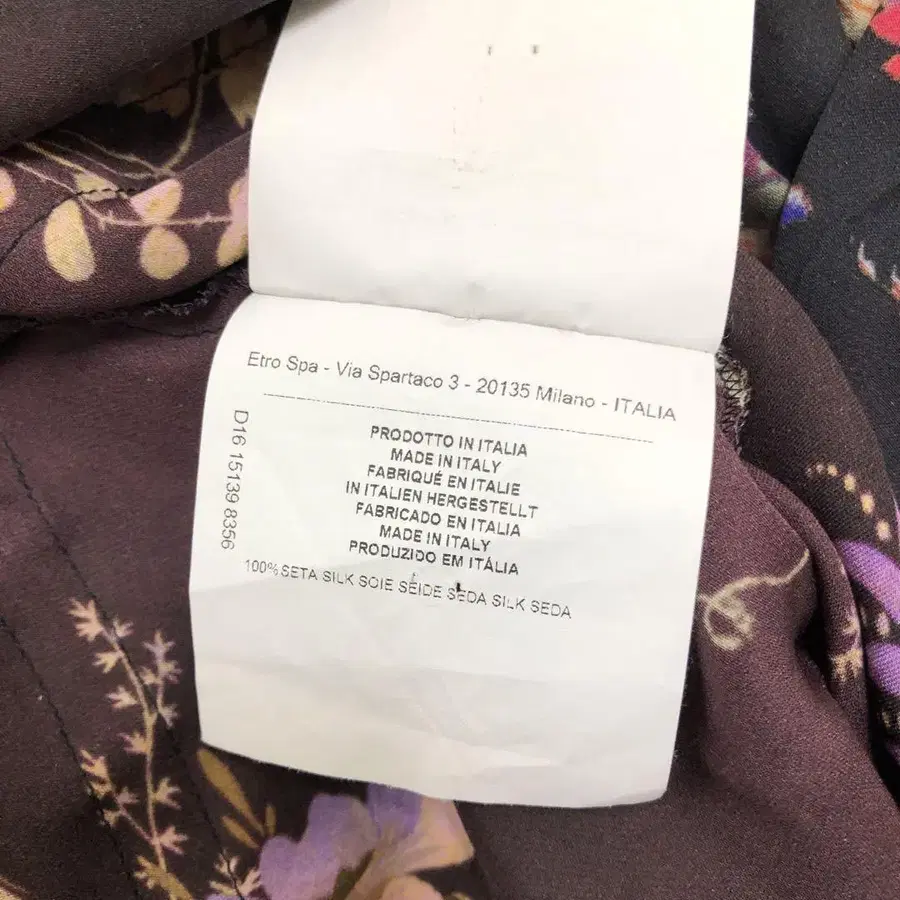 Etro Spa - Via Spartaco 3 - 20135 Milano - ITALIA
D16 15139 8356
PRODOTTO IN ITALIA
MADE IN ITALY
FABRIQUÉ EN ITALIE
IN ITALIEN HERGESTELLT
FABRICADO EN ITALIA
MADE IN ITALY
PRODUZIDO EM ITÁLIA
100% SETA SILK SOIE SEIDE SEDA SILK SEDA